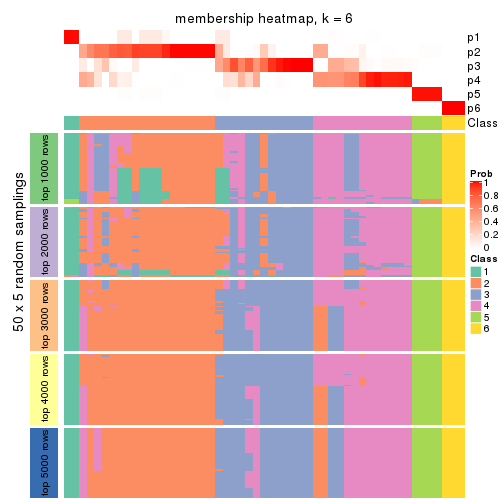 membership heatmap, k = 6
p1
p2
p3
p4
p5
p6
Class
50 x 5 random samplings
top 1000 rows
top 2000 rows
top 3000 rows
top 4000 rows
top 5000 rows
Prob
1
0.8
0.6
0.4
0.2
0
Class
1
2
3
4
5
6